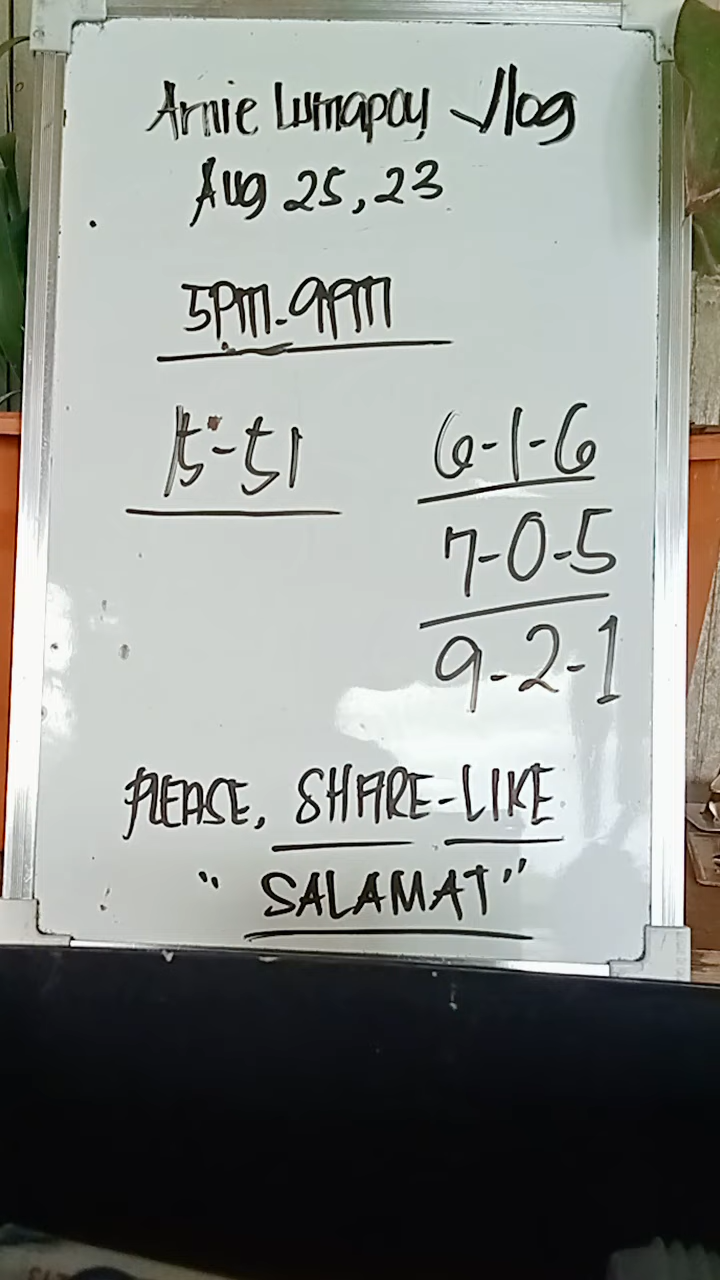 Arnie Lumapay Vlog
Aug 25, 23
5PM-9PM
15-51
6-1-6
7-0-5
9-2-1
PLEASE, SHARE-LIKE
"SALAMAT"